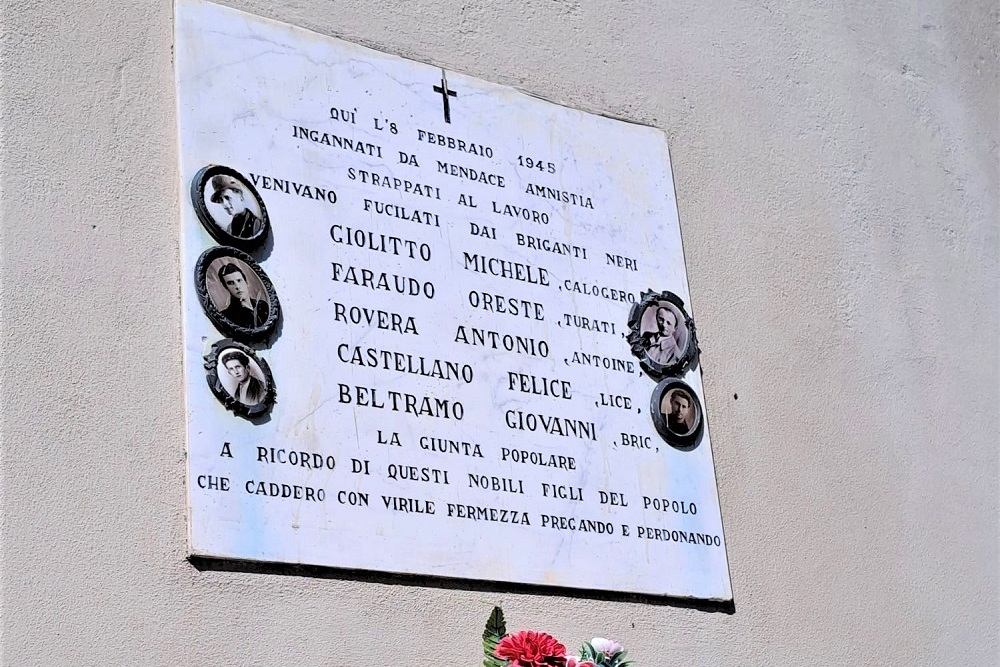 QUÌ L'8 FEBBRAIO 1945
INGANNATI DA MENDACE AMNISTIA
STRAPPATI AL LAVORO
VENIVANO FUCILATI DAI BRIGANTI NERI
GIOLITTO MICHELE ,CALOGERO,
FARAUDO ORESTE ,TURATI,
ROVERA ANTONIO ,ANTOINE,
CASTELLANO FELICE ,LICE,
BELTRAMO GIOVANNI ,BRIC,
LA GIUNTA POPOLARE
A RICORDO DI QUESTI NOBILI FIGLI DEL POPOLO
CHE CADDERO CON VIRILE FERMEZZA PREGANDO E PERDONANDO